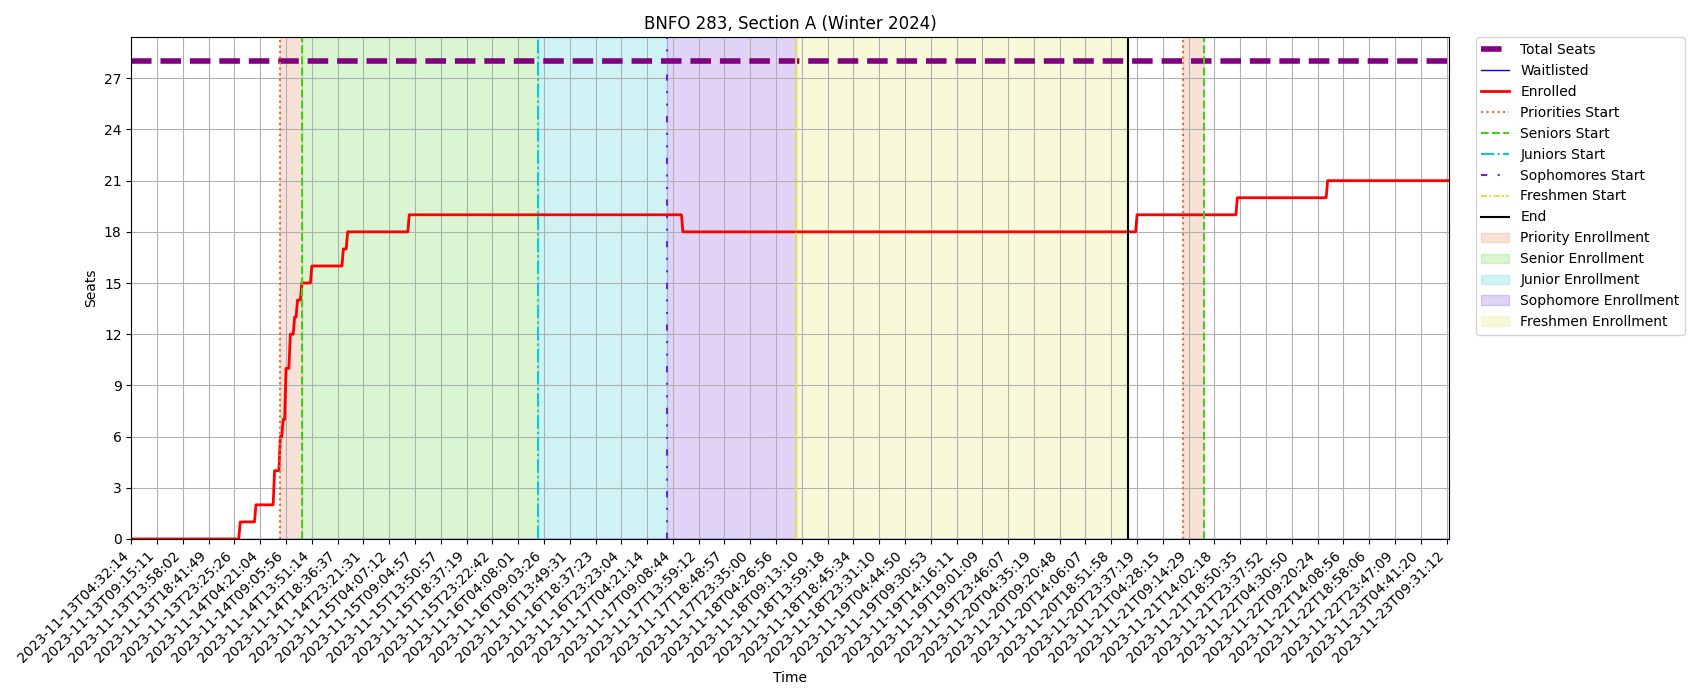 BNFO 283, Section A (Winter 2024)
Total Seats
Waitlisted
Enrolled
Priorities Start
Seniors Start
Juniors Start
Sophomores Start
Freshmen Start
End
Priority Enrollment
Senior Enrollment
Junior Enrollment
Sophomore Enrollment
Freshmen Enrollment
Seats
27
24
21
18
15
12
9
6
3
0
2023-11-13T04:32:14
2023-11-13T09:15:11
2023-11-13T13:58:02
2023-11-13T18:41:49
2023-11-13T23:25:26
2023-11-14T04:21:04
2023-11-14T09:05:56
2023-11-14T13:51:14
2023-11-14T18:36:37
2023-11-14T23:21:31
2023-11-15T04:07:12
2023-11-15T09:04:57
2023-11-15T13:50:57
2023-11-15T18:37:19
2023-11-15T23:22:42
2023-11-16T04:08:01
2023-11-16T09:03:26
2023-11-16T13:49:31
2023-11-16T18:37:23
2023-11-16T23:23:04
2023-11-17T04:21:14
2023-11-17T09:08:44
2023-11-17T13:59:12
2023-11-17T18:48:57
2023-11-17T23:35:00
2023-11-18T04:26:56
2023-11-18T09:13:10
2023-11-18T13:59:18
2023-11-18T18:45:34
2023-11-18T23:31:10
2023-11-19T04:44:50
2023-11-19T09:30:53
2023-11-19T14:16:11
2023-11-19T19:01:09
2023-11-19T23:46:07
2023-11-20T04:35:19
2023-11-20T09:20:48
2023-11-20T14:06:07
2023-11-20T18:51:58
2023-11-20T23:37:19
2023-11-21T04:28:15
2023-11-21T09:14:29
2023-11-21T14:02:18
2023-11-21T18:50:35
2023-11-21T23:37:52
2023-11-22T04:30:50
2023-11-22T09:20:24
2023-11-22T14:08:56
2023-11-22T18:58:06
2023-11-22T23:47:09
2023-11-23T04:41:20
2023-11-23T09:31:12
Time